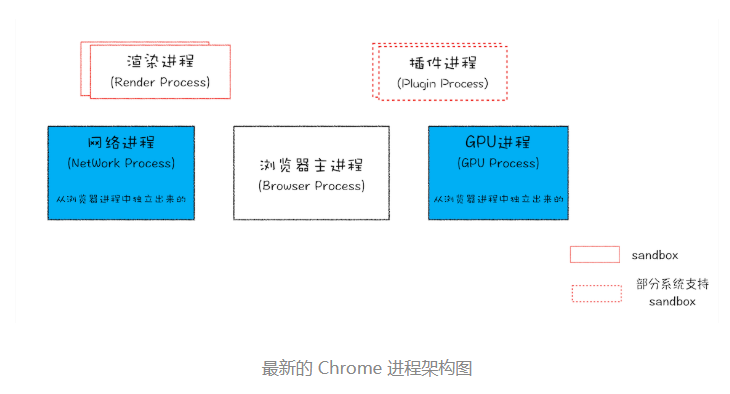 渲染进程
(Render Process)
插件进程
(Plugin Process)
网络进程
(NetWork Process)
从浏览器进程中独立出来的
浏览器主进程
(Browser Process)
GPU进程
(GPU Process)
从浏览器进程中独立出来的
sandbox
部分系统支持
sandbox
最新的 Chrome 进程架构图